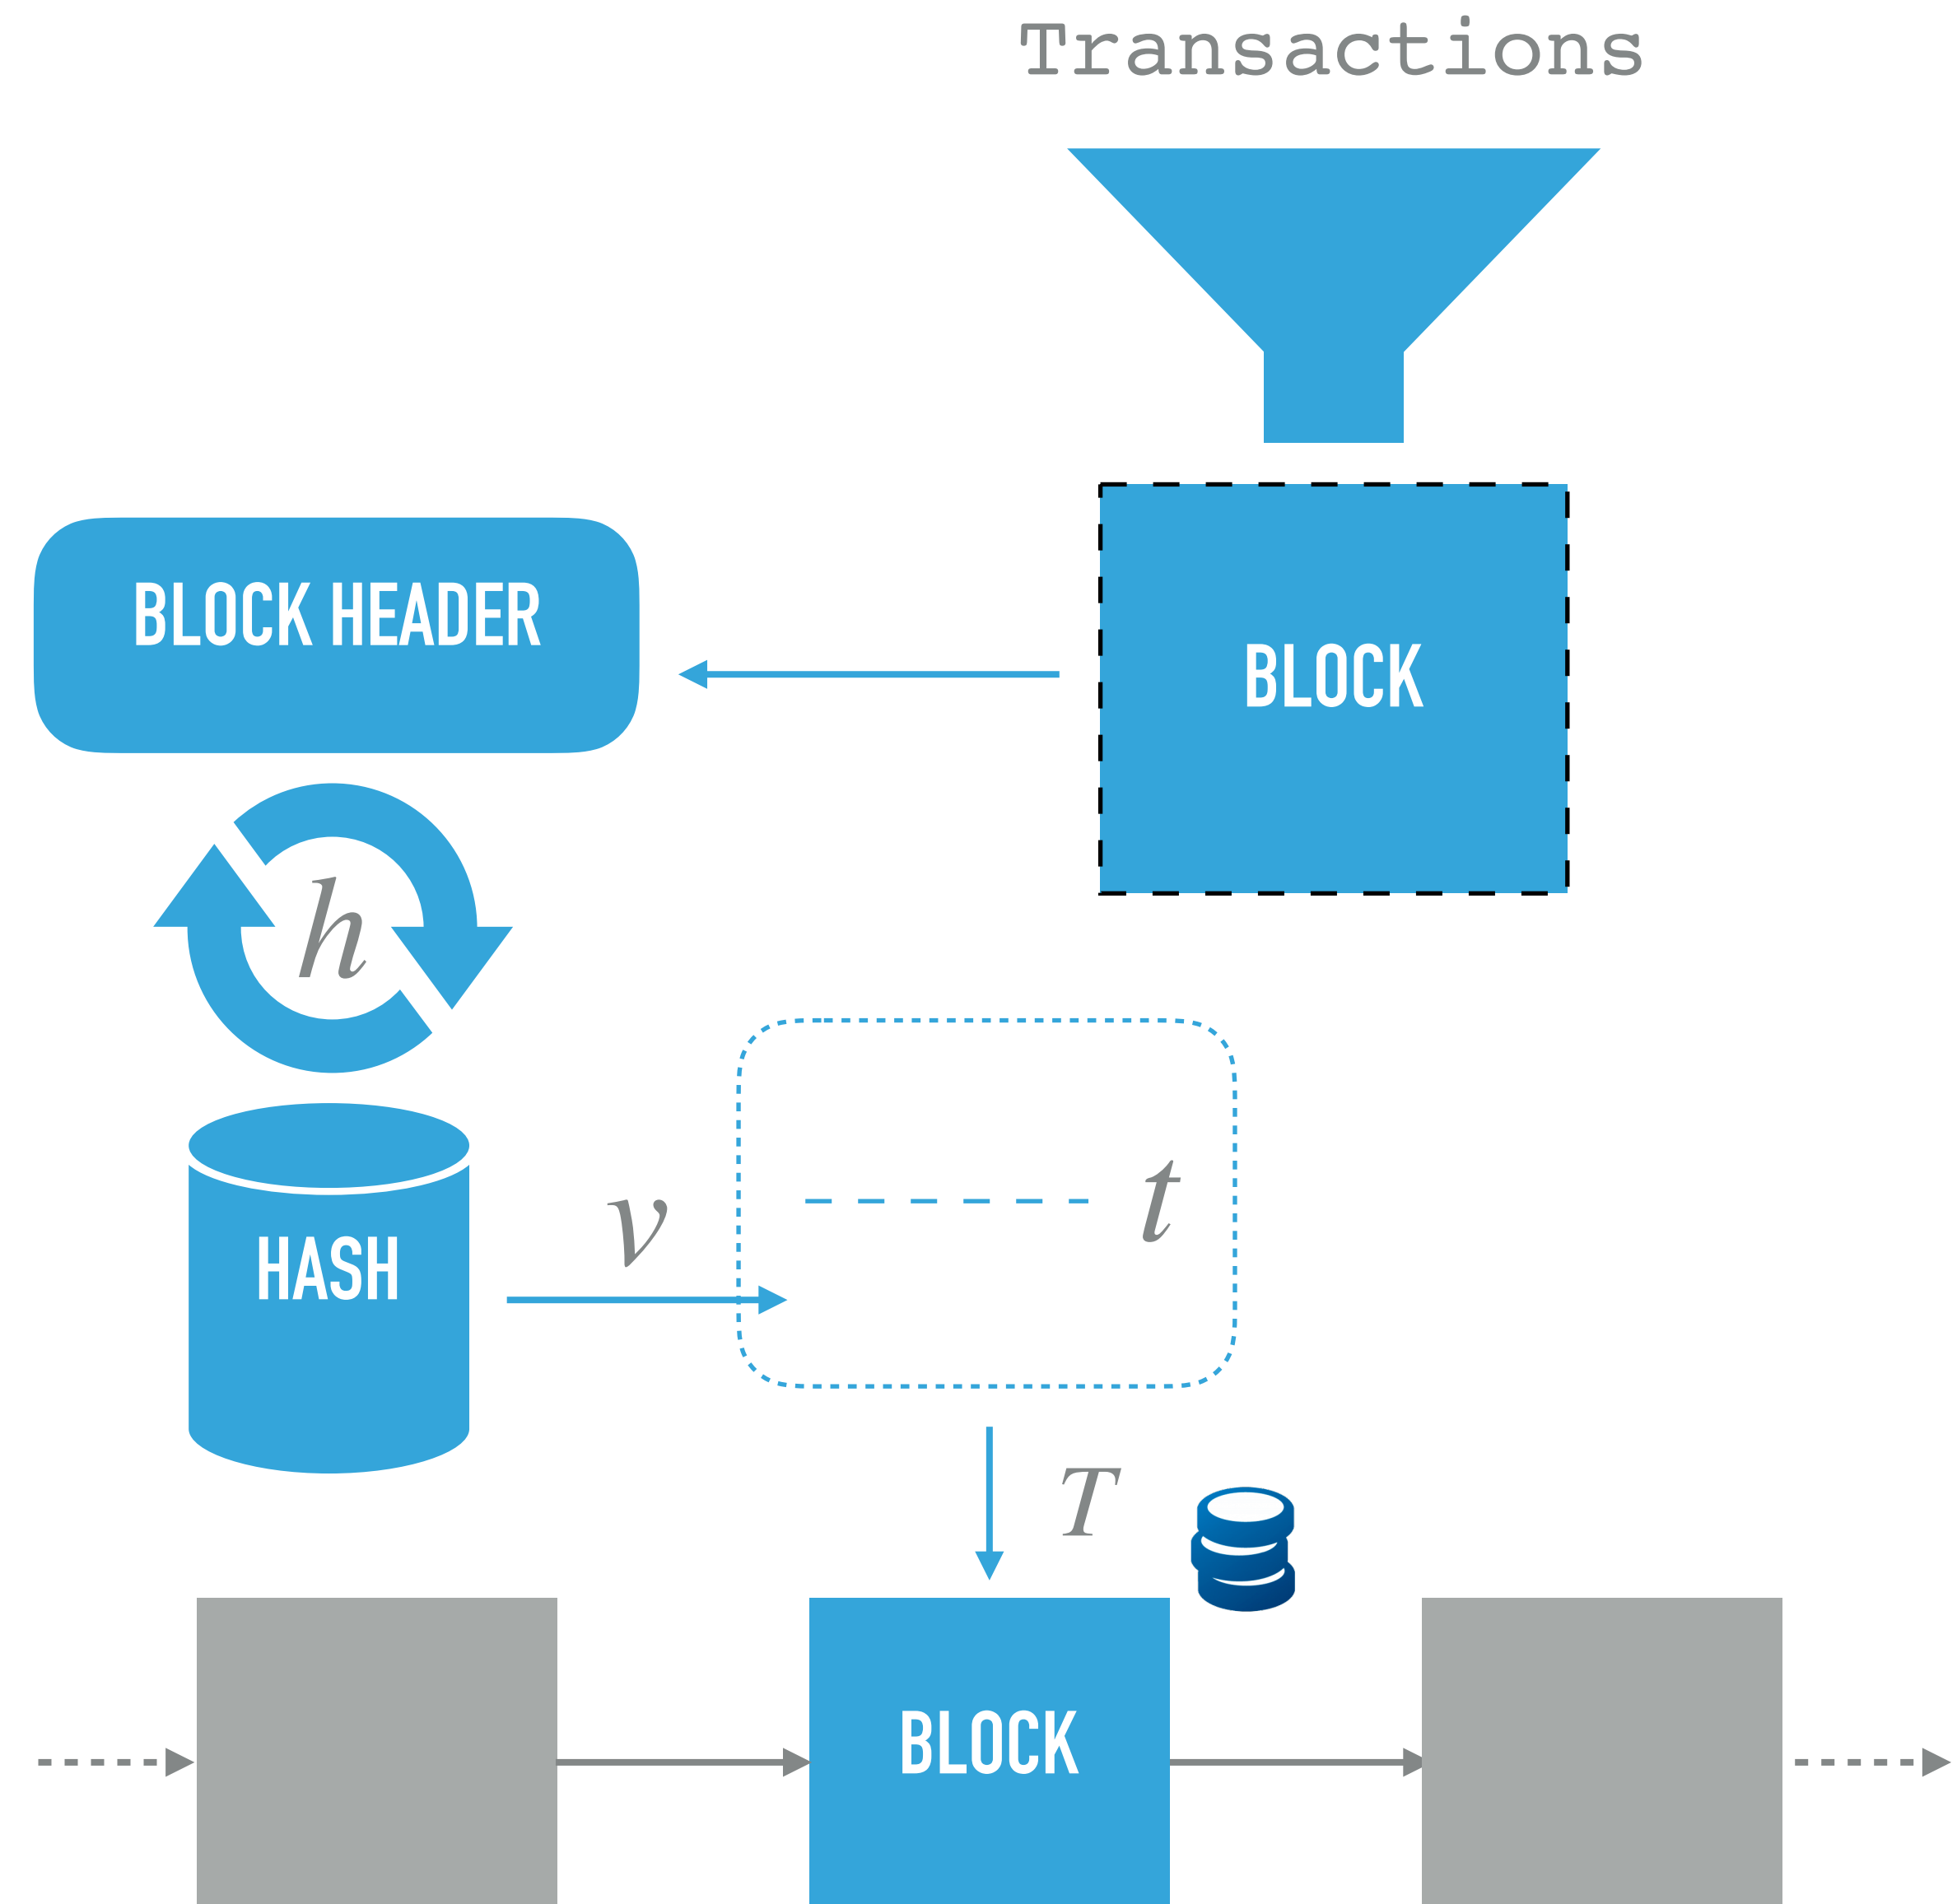 Transactions
BLOCK HEADER
BLOCK
h
HASH
v
t
T
BLOCK